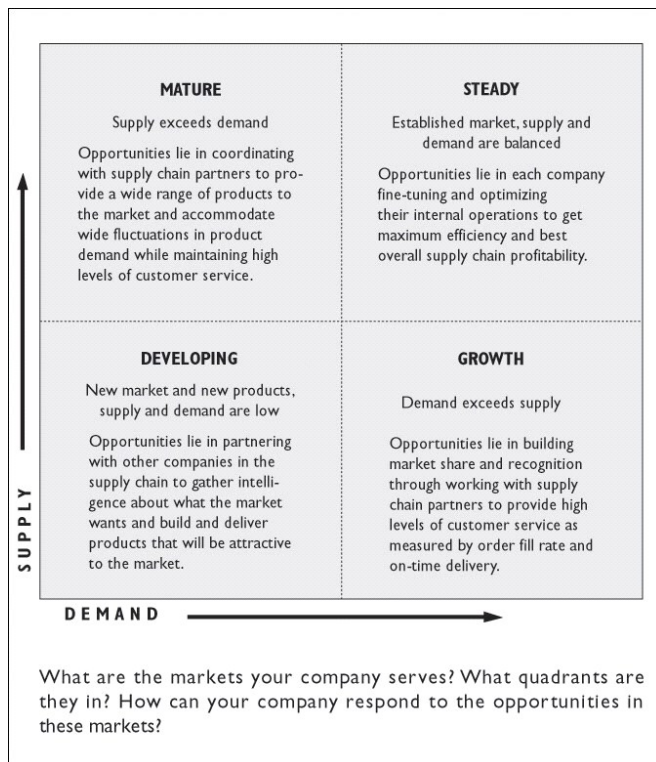 MATURE
Supply exceeds demand
Opportunities lie in coordinating
with supply chain partners to pro-
vide a wide range of products to
the market and accommodate
wide fluctuations in product
demand while maintaining high
levels of customer service.
STEADY
Established market, supply and
demand are balanced
Opportunities lie in each company
fine-tuning and optimizing
their internal operations to get
maximum efficiency and best
overall supply chain profitability.
DEVELOPING
New market and new products,
supply and demand are low
Opportunities lie in partnering
with other companies in the
supply chain to gather intelli-
gence about what the market
wants and build and deliver
products that will be attractive
to the market.
GROWTH
Demand exceeds supply
Opportunities lie in building
market share and recognition
through working with supply
chain partners to provide high
levels of customer service as
measured by order fill rate and
on-time delivery.
SUPPLY
DEMAND
What are the markets your company serves? What quadrants are
they in? How can your company respond to the opportunities in
these markets?